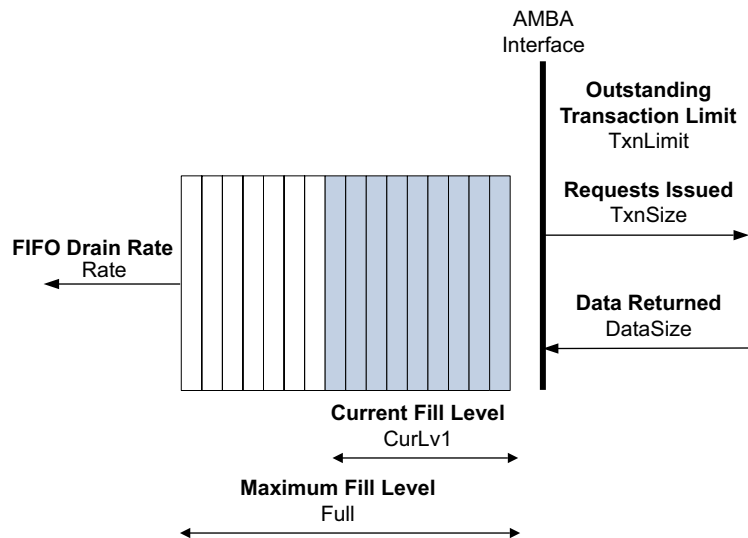 AMBA
Interface
Outstanding
Transaction Limit
TxnLimit
Requests Issued
TxnSize
FIFO Drain Rate
Rate
Data Returned
DataSize
Current Fill Level
CurLv1
Maximum Fill Level
Full